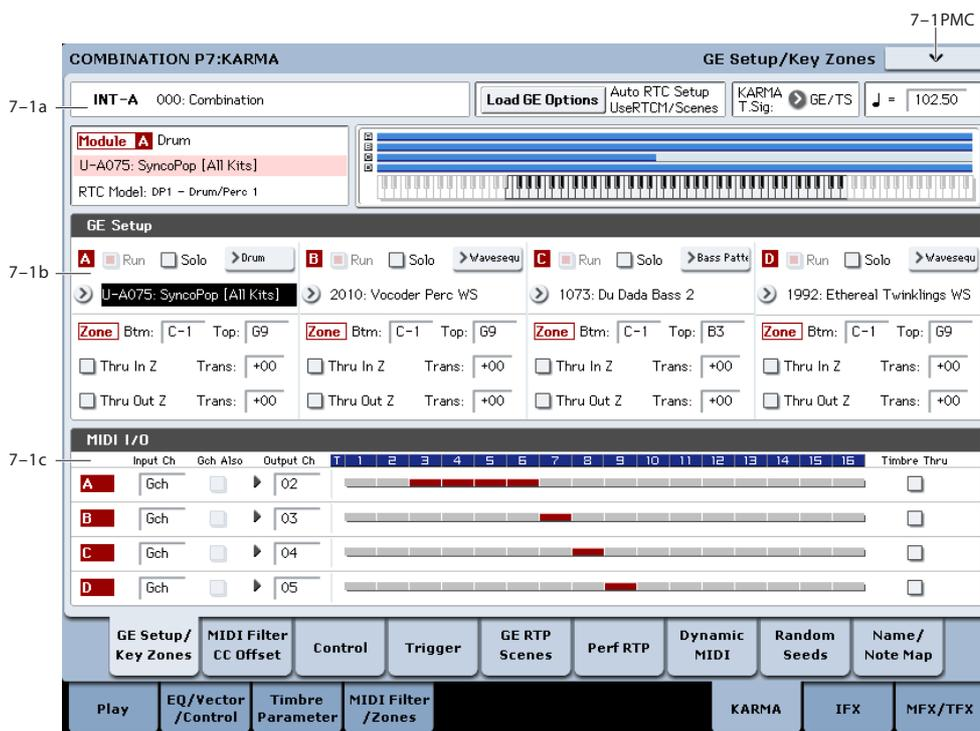 7–1PMC
COMBINATION P7:KARMA GE Setup/Key Zones
7–1a
INT-A 000: Combination Load GE Options Auto RTC Setup UseRTCM/Scenes KARMA T.Sig: GE/TS ♩ = 102.50
Module A Drum
U-A075: SyncoPop [All Kits]
RTC Model: DP1 - Drum/Perc 1
GE Setup
7–1b
A Run Solo Drum B Run Solo Wavesequ C Run Solo Bass Patte D Run Solo Wavesequ
U-A075: SyncoPop [All Kits] 2010: Vocoder Perc WS 1073: Du Dada Bass 2 1992: Ethereal Twinklings WS
Zone Btm: C-1 Top: G9 Zone Btm: C-1 Top: G9 Zone Btm: C-1 Top: B3 Zone Btm: C-1 Top: G9
Thru In Z Trans: +00 Thru In Z Trans: +00 Thru In Z Trans: +00 Thru In Z Trans: +00
Thru Out Z Trans: +00 Thru Out Z Trans: +00 Thru Out Z Trans: +00 Thru Out Z Trans: +00
MIDI I/O
7–1c
Input Ch Gch Also Output Ch T 1 2 3 4 5 6 7 8 9 10 11 12 13 14 15 16 Timbre Thru
A Gch 02
B Gch 03
C Gch 04
D Gch 05
GE Setup/ Key Zones MIDI Filter CC Offset Control Trigger GE RTP Scenes Perf RTP Dynamic MIDI Random Seeds Name/ Note Map
Play EQ/Vector /Control Timbre Parameter MIDI Filter /Zones KARMA IFX MFX/TFX